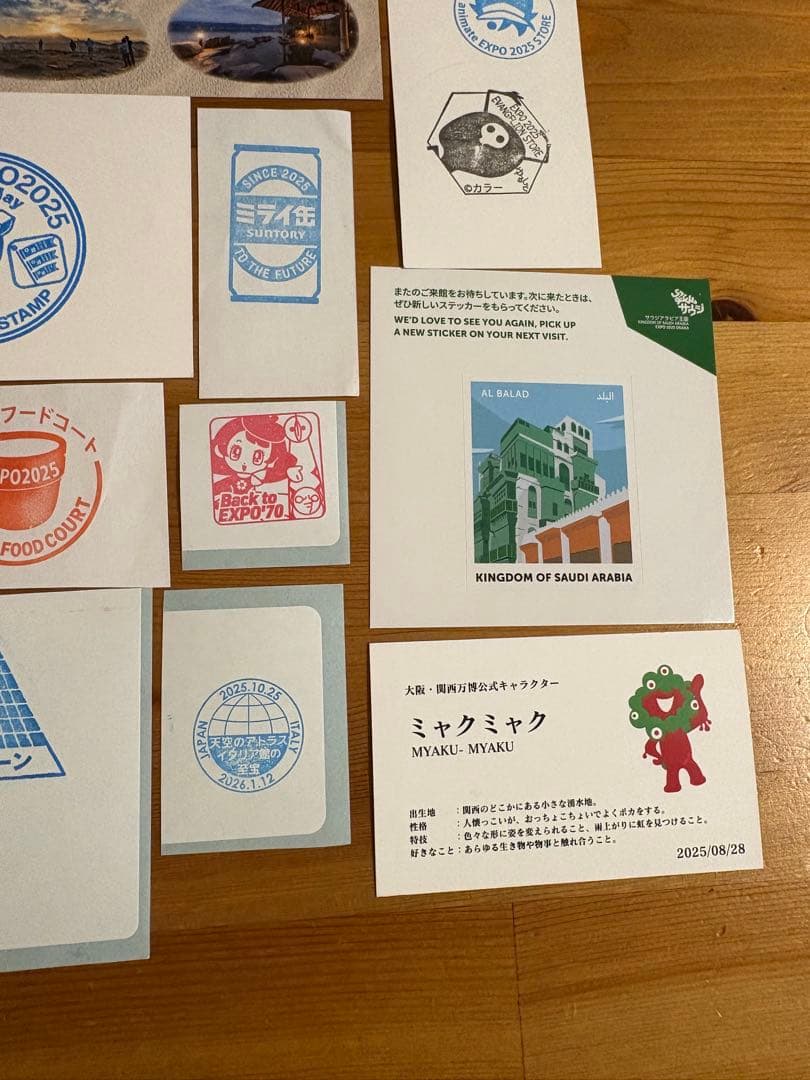 animate EXPO 2025 STORE
EXPO 2025
EVANGELION STORE
©カラー
PO2025
STAMP
SINCE 2025
ミライ缶
SUNTORY
TO THE FUTURE
またのご来館をお待ちしています。次に来たときは、
ぜひ新しいステッカーをもらってください。
WE'D LOVE TO SEE YOU AGAIN, PICK UP
A NEW STICKER ON YOUR NEXT VISIT.
サウジアラビア王国
KINGDOM OF SAUDI ARABIA
EXPO 2025 OSAKA
AL BALAD
البلد
KINGDOM OF SAUDI ARABIA
フードコート
PO2025
FOOD COURT
Back to
EXPO'70
ーン
2025.10.25
JAPAN
ITALY
天空のアトラス
イタリア館の
至宝
2026.1.12
大阪・関西万博公式キャラクター
ミャクミャク
MYAKU- MYAKU
出生地 :関西のどこかにある小さな湧水地。
性格 :人懐っこいが、おっちょこちょいでよくポカをする。
特技 :色々な形に姿を変えられること、雨上がりに虹を見つけること。
好きなこと:あらゆる生き物や物事と触れ合うこと。
2025/08/28